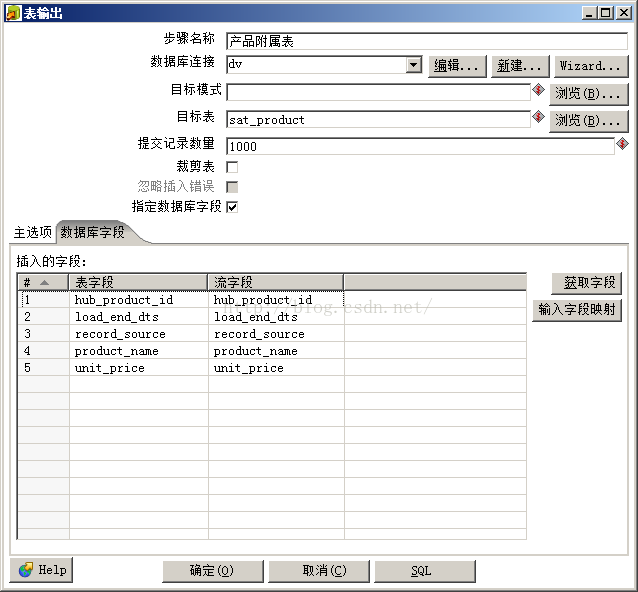 表输出
步骤名称 产品附属表
数据库连接 dv 编辑... 新建... Wizard...
目标模式 浏览(B)...
目标表 sat_product 浏览(B)...
提交记录数量 1000
裁剪表
忽略插入错误
指定数据库字段
主选项 数据库字段
插入的字段:
# 表字段 流字段 获取字段
1 hub_product_id hub_product_id
2 load_end_dts load_end_dts 输入字段映射
3 record_source record_source
4 product_name product_name
5 unit_price unit_price
http://blog.csdn.net/
Help 确定(O) 取消(C) SQL